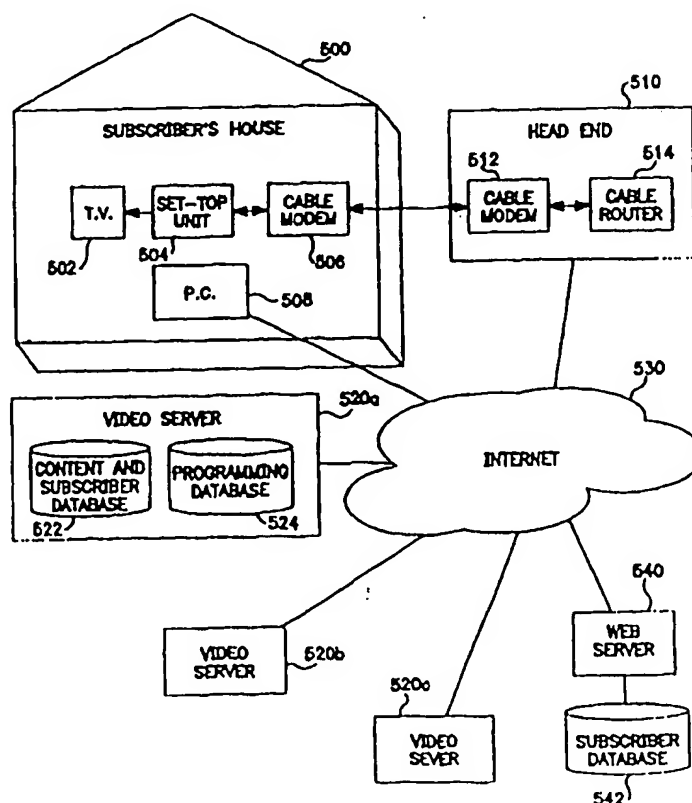 500
SUBSCRIBER'S HOUSE
T.V.
502
SET-TOP
UNIT
504
CABLE
MODEM
506
P.C.
508
510
HEAD END
512
CABLE
MODEM
514
CABLE
ROUTER
520a
VIDEO SERVER
CONTENT AND
SUBSCRIBER
DATABASE
522
PROGRAMMING
DATABASE
524
530
INTERNET
VIDEO
SERVER
520b
520c
VIDEO
SEVER
540
WEB
SERVER
SUBSCRIBER
DATABASE
542